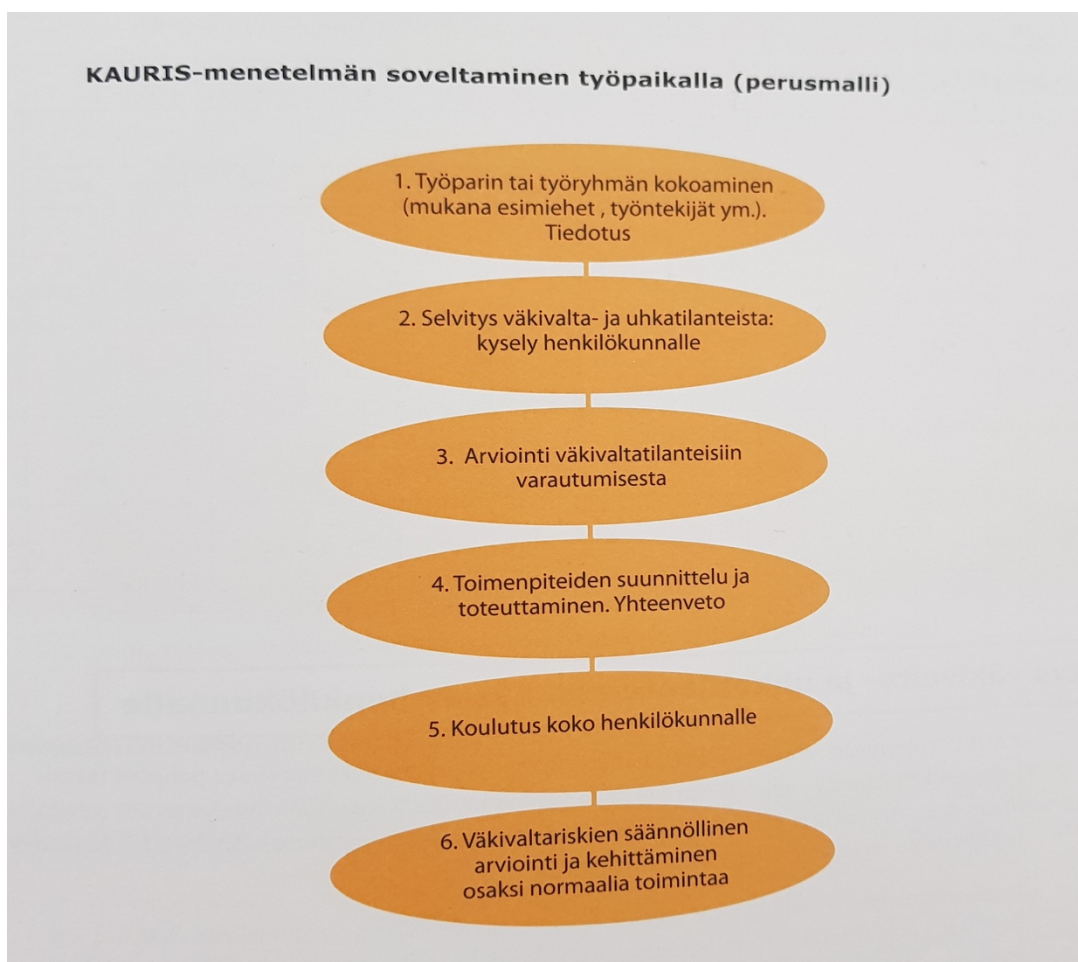 KAURIS-menetelmän soveltaminen työpaikalla (perusmalli)
1. Työparin tai työryhmän kokoaminen
(mukana esimiehet , työntekijät ym.).
Tiedotus
2. Selvitys väkivalta- ja uhkatilanteista:
kysely henkilökunnalle
3. Arviointi väkivaltatilanteisiin
varautumisesta
4. Toimenpiteiden suunnittelu ja
toteuttaminen. Yhteenveto
5. Koulutus koko henkilökunnalle
6. Väkivaltariskien säännöllinen
arviointi ja kehittäminen
osaksi normaalia toimintaa